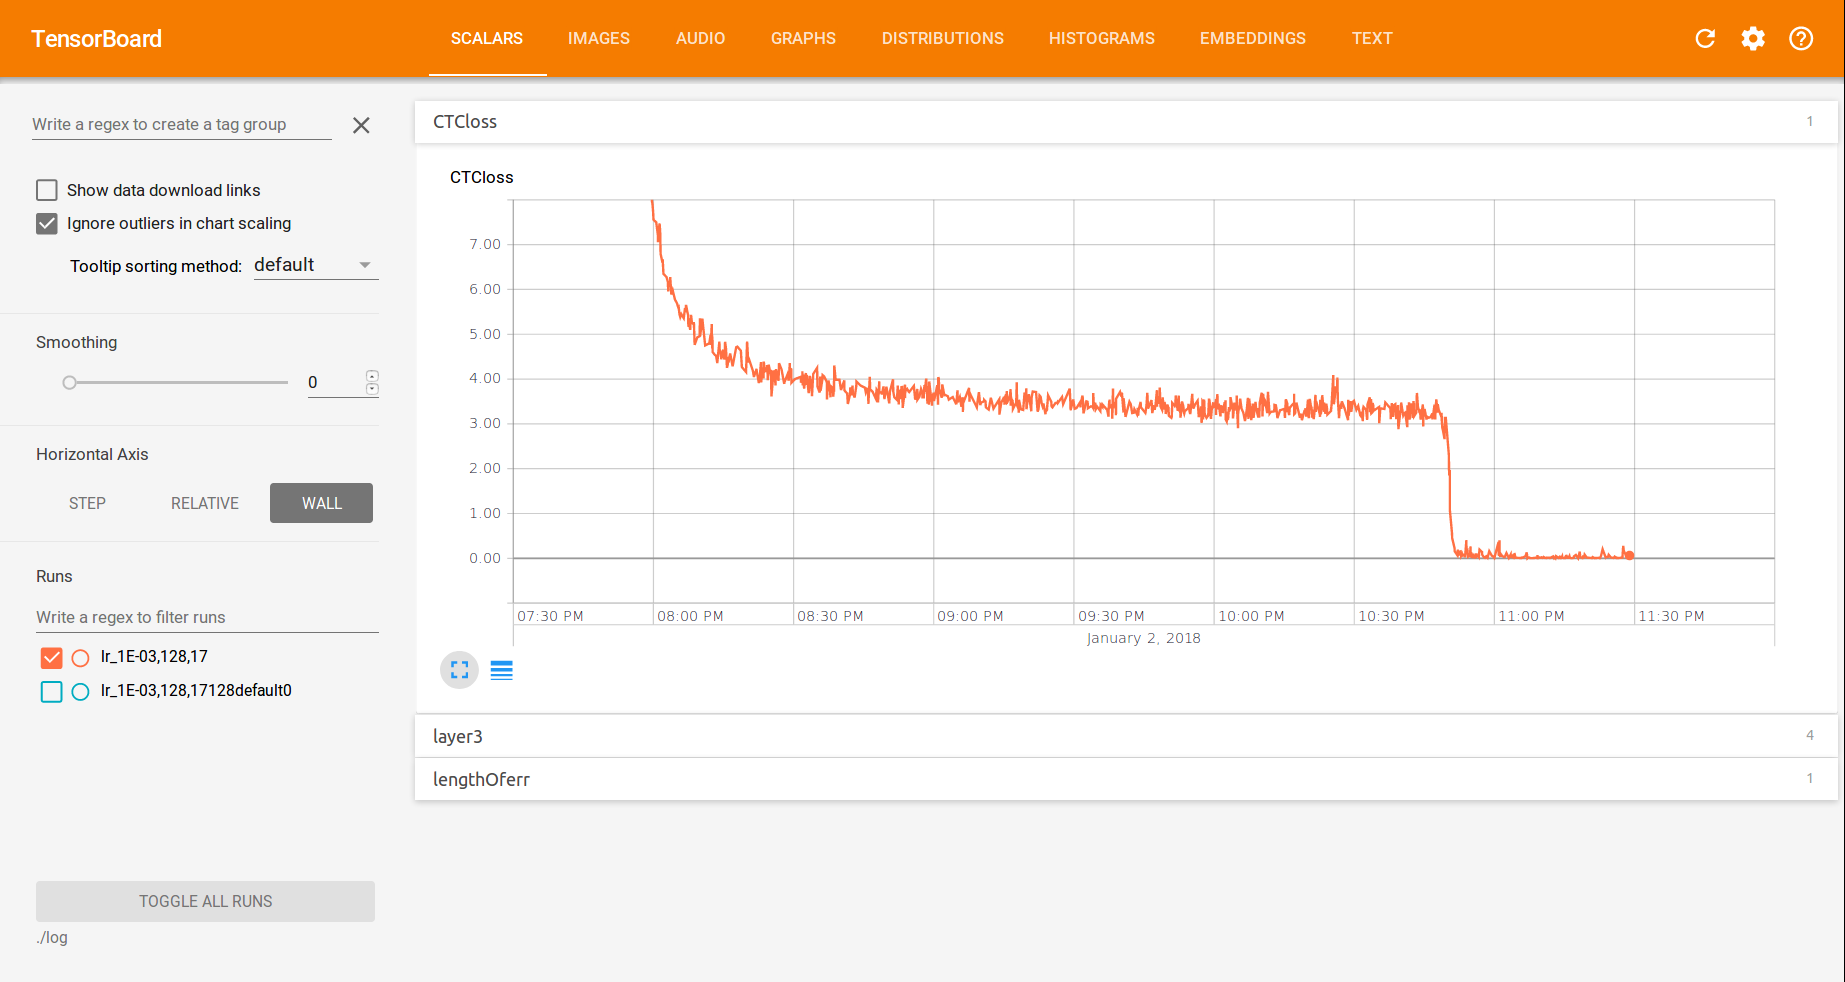 TensorBoard
SCALARS IMAGES AUDIO GRAPHS DISTRIBUTIONS HISTOGRAMS EMBEDDINGS TEXT
Write a regex to create a tag group
Show data download links
Ignore outliers in chart scaling
Tooltip sorting method: default
Smoothing
0
Horizontal Axis
STEP RELATIVE WALL
Runs
Write a regex to filter runs
lr_1E-03,128,17
lr_1E-03,128,17128default0
TOGGLE ALL RUNS
./log
CTCloss 1
CTCloss
7.00
6.00
5.00
4.00
3.00
2.00
1.00
0.00
07:30 PM 08:00 PM 08:30 PM 09:00 PM 09:30 PM 10:00 PM 10:30 PM 11:00 PM 11:30 PM
January 2, 2018
layer3 4
lengthOferr 1